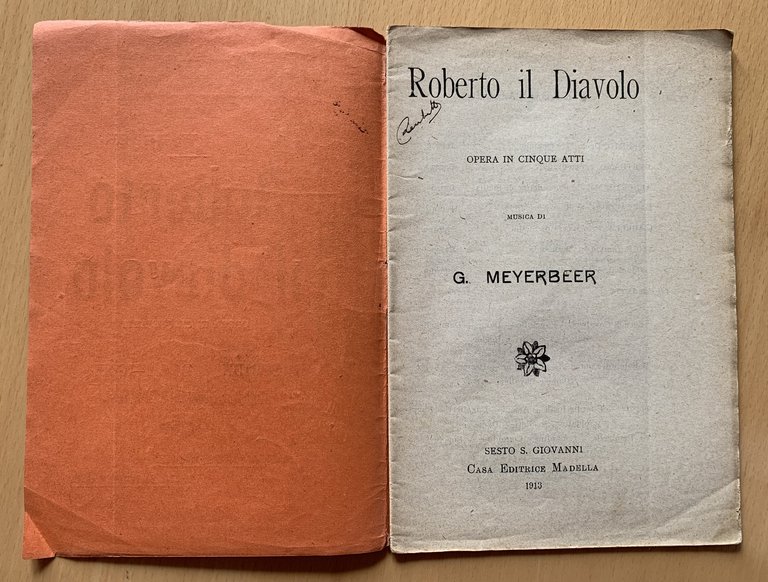 Roberto il Diavolo
OPERA IN CINQUE ATTI
MUSICA DI
G. MEYERBEER
SESTO S. GIOVANNI
CASA EDITRICE MADELLA
1913